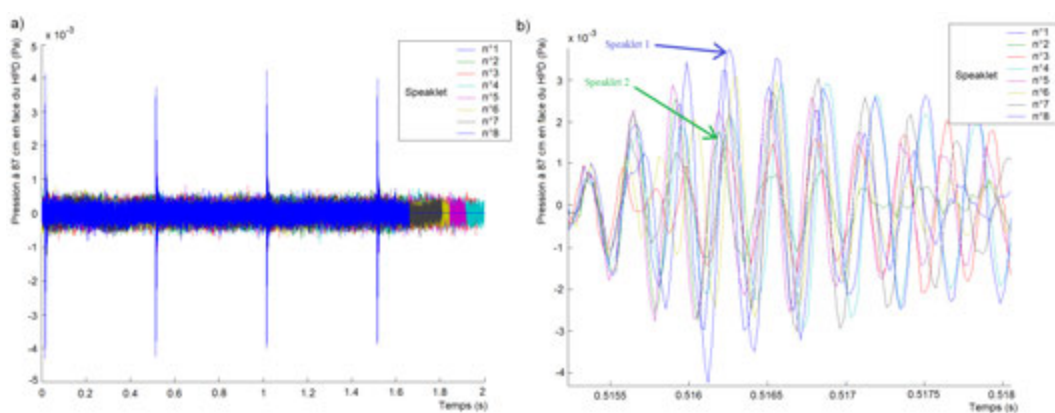 a)
x 10⁻³
Pression à 87 cm en face du HPD (Pa)
5
4
3
2
1
0
-1
-2
-3
-4
-5
0 0.2 0.4 0.6 0.8 1 1.2 1.4 1.6 1.8 2
Temps (s)
Speaklet
n°1
n°2
n°3
n°4
n°5
n°6
n°7
n°8
b)
x 10⁻³
Pression à 87 cm en face du HPD (Pa)
3
2
1
0
-1
-2
-3
-4
0.5155 0.516 0.5165 0.517 0.5175 0.518
Temps (s)
Speaklet 1
Speaklet 2
Speaklet
n°1
n°2
n°3
n°4
n°5
n°6
n°7
n°8